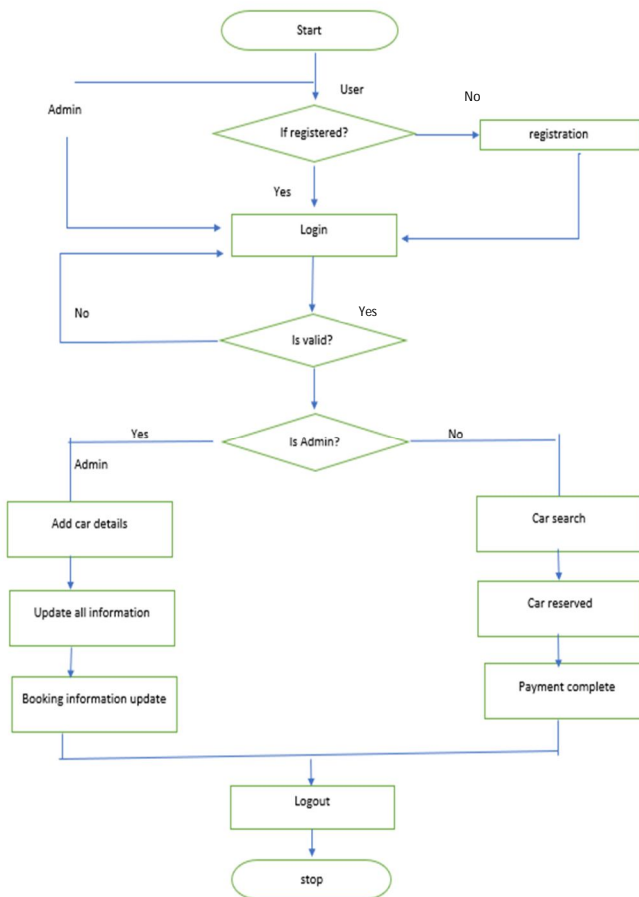 Start
User
No
Admin
If registered?
registration
Yes
Login
No
Yes
Is valid?
Yes
Is Admin?
No
Admin
Add car details
Car search
Update all information
Car reserved
Booking information update
Payment complete
Logout
stop